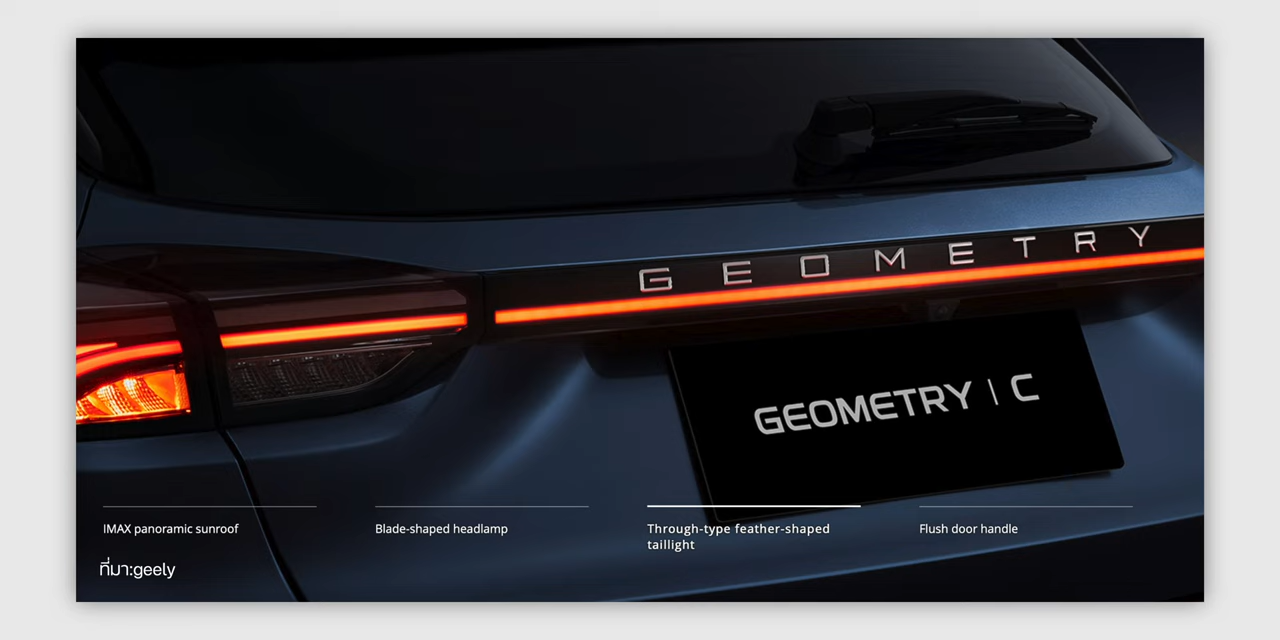 GEOMETRY
GEOMETRY | C
IMAX panoramic sunroof
Blade-shaped headlamp
Through-type feather-shaped
taillight
Flush door handle
ที่มา:geely